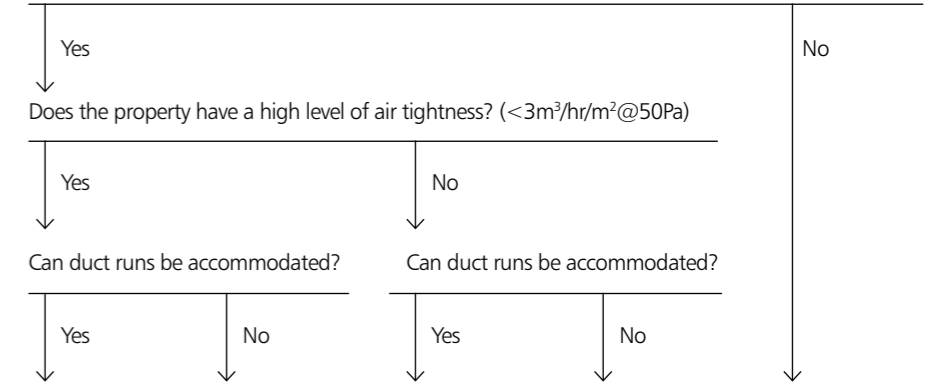 Yes
No
Does the property have a high level of air tightness? (<3m³/hr/m²@50Pa)
Yes
No
Can duct runs be accommodated?
Can duct runs be accommodated?
Yes
No
Yes
No